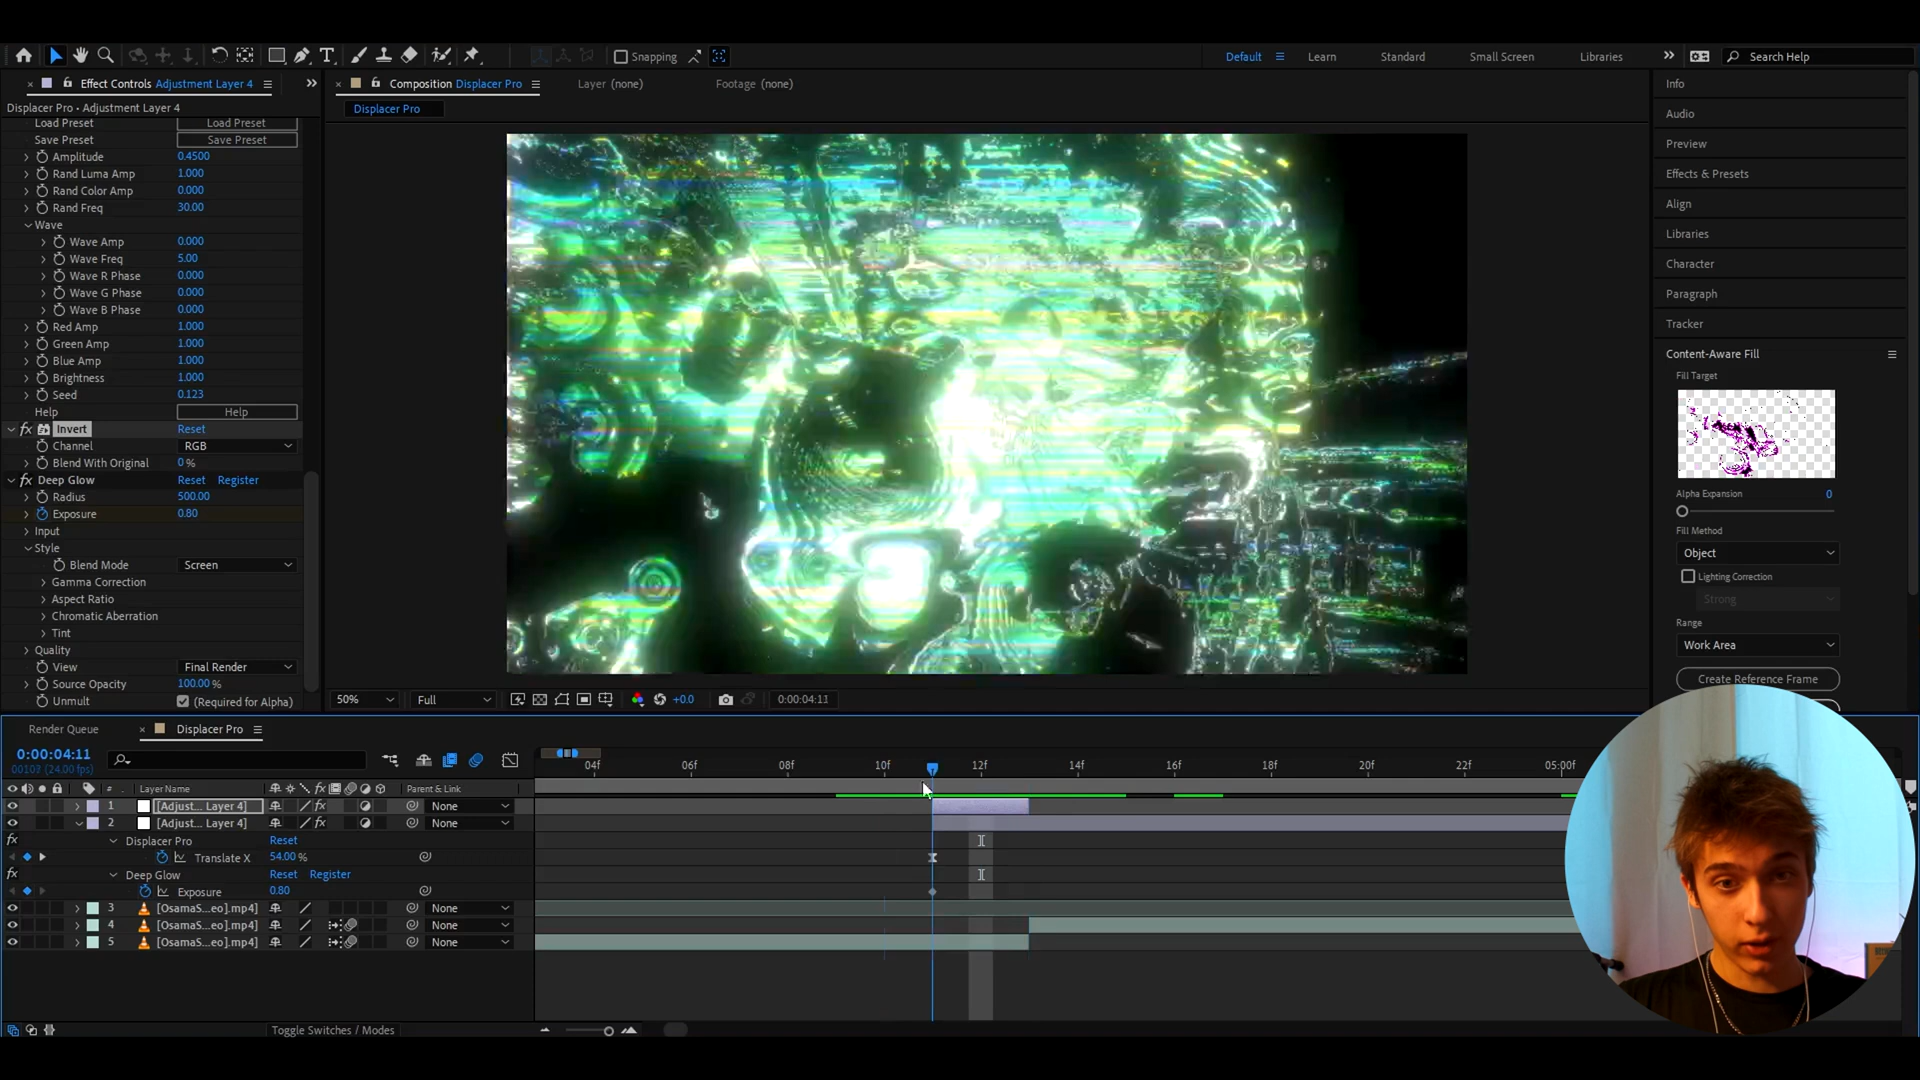 Snapping
Default
Learn
Standard
Small Screen
Libraries
Search Help
Effect Controls Adjustment Layer 4
Composition Displacer Pro
Layer (none)
Footage (none)
Displacer Pro • Adjustment Layer 4
Displacer Pro
Load Preset Load Preset
Save Preset Save Preset
Amplitude 0.4500
Rand Luma Amp 1.000
Rand Color Amp 0.000
Rand Freq 30.00
Wave
Wave Amp 0.000
Wave Freq 5.00
Wave R Phase 0.000
Wave G Phase 0.000
Wave B Phase 0.000
Red Amp 1.000
Green Amp 1.000
Blue Amp 1.000
Brightness 1.000
Seed 0.123
Help Help
fx Invert Reset
Channel RGB
Blend With Original 0 %
fx Deep Glow Reset Register
Radius 500.00
Exposure 0.80
Input
Style
Blend Mode Screen
Gamma Correction
Aspect Ratio
Chromatic Aberration
Tint
Quality
View Final Render
Source Opacity 100.00 %
Unmult (Required for Alpha)
50% Full +0.0 0:00:04:11
Info
Audio
Preview
Effects & Presets
Align
Libraries
Character
Paragraph
Tracker
Content-Aware Fill
Fill Target
Alpha Expansion 0
Fill Method
Object
Lighting Correction
Strong
Range
Work Area
Create Reference Frame
Render Queue
Displacer Pro
0:00:04:11
(24.00 fps)
04f 06f 08f 10f 12f 14f 16f 18f 20f 22f 05:00f
# Layer Name fx Parent & Link
1 [Adjust... Layer 4] fx None
2 [Adjust... Layer 4] fx None
fx Displacer Pro Reset
Translate X 54.00 %
fx Deep Glow Reset Register
Exposure 0.80
3 [OsamaS...eo].mp4] None
4 [OsamaS...eo].mp4] None
5 [OsamaS...eo].mp4] None
Toggle Switches / Modes